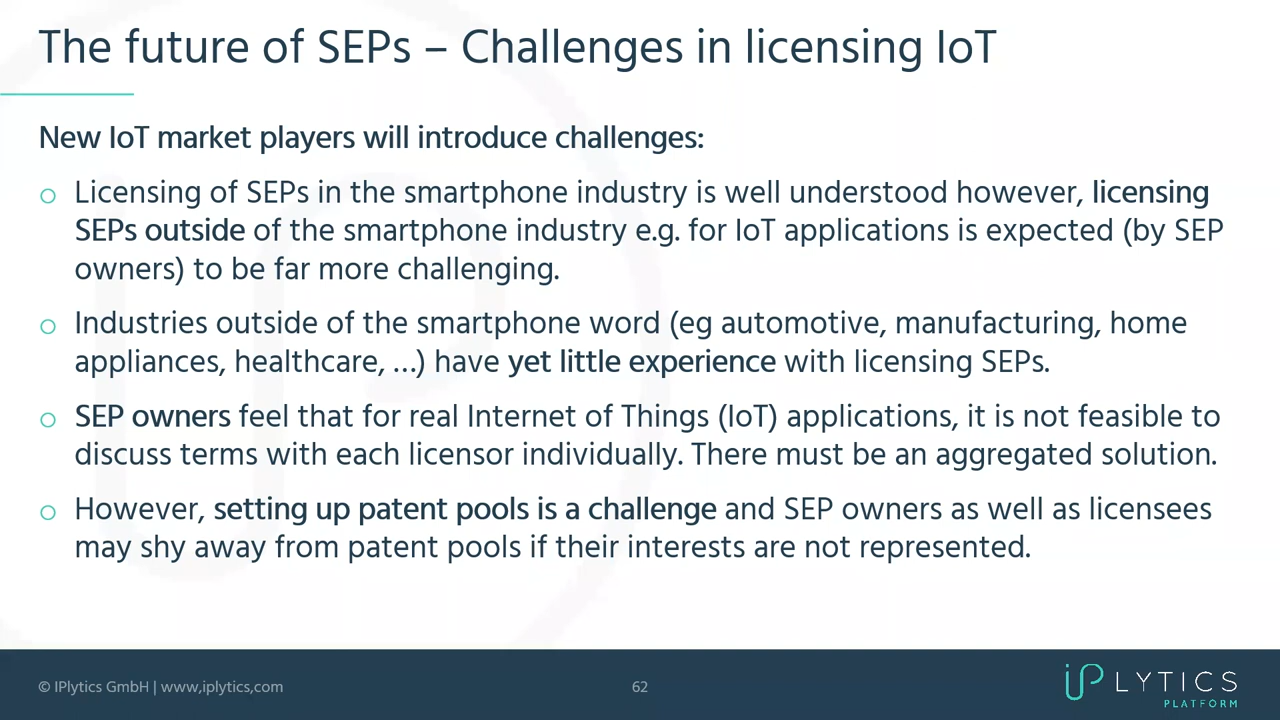 The future of SEPs – Challenges in licensing IoT
New IoT market players will introduce challenges:
o Licensing of SEPs in the smartphone industry is well understood however, licensing
SEPs outside of the smartphone industry e.g. for IoT applications is expected (by SEP
owners) to be far more challenging.
o Industries outside of the smartphone word (eg automotive, manufacturing, home
appliances, healthcare, …) have yet little experience with licensing SEPs.
o SEP owners feel that for real Internet of Things (IoT) applications, it is not feasible to
discuss terms with each licensor individually. There must be an aggregated solution.
o However, setting up patent pools is a challenge and SEP owners as well as licensees
may shy away from patent pools if their interests are not represented.
© IPlytics GmbH | www,iplytics,com
62
iPLYTICS
PLATFORM